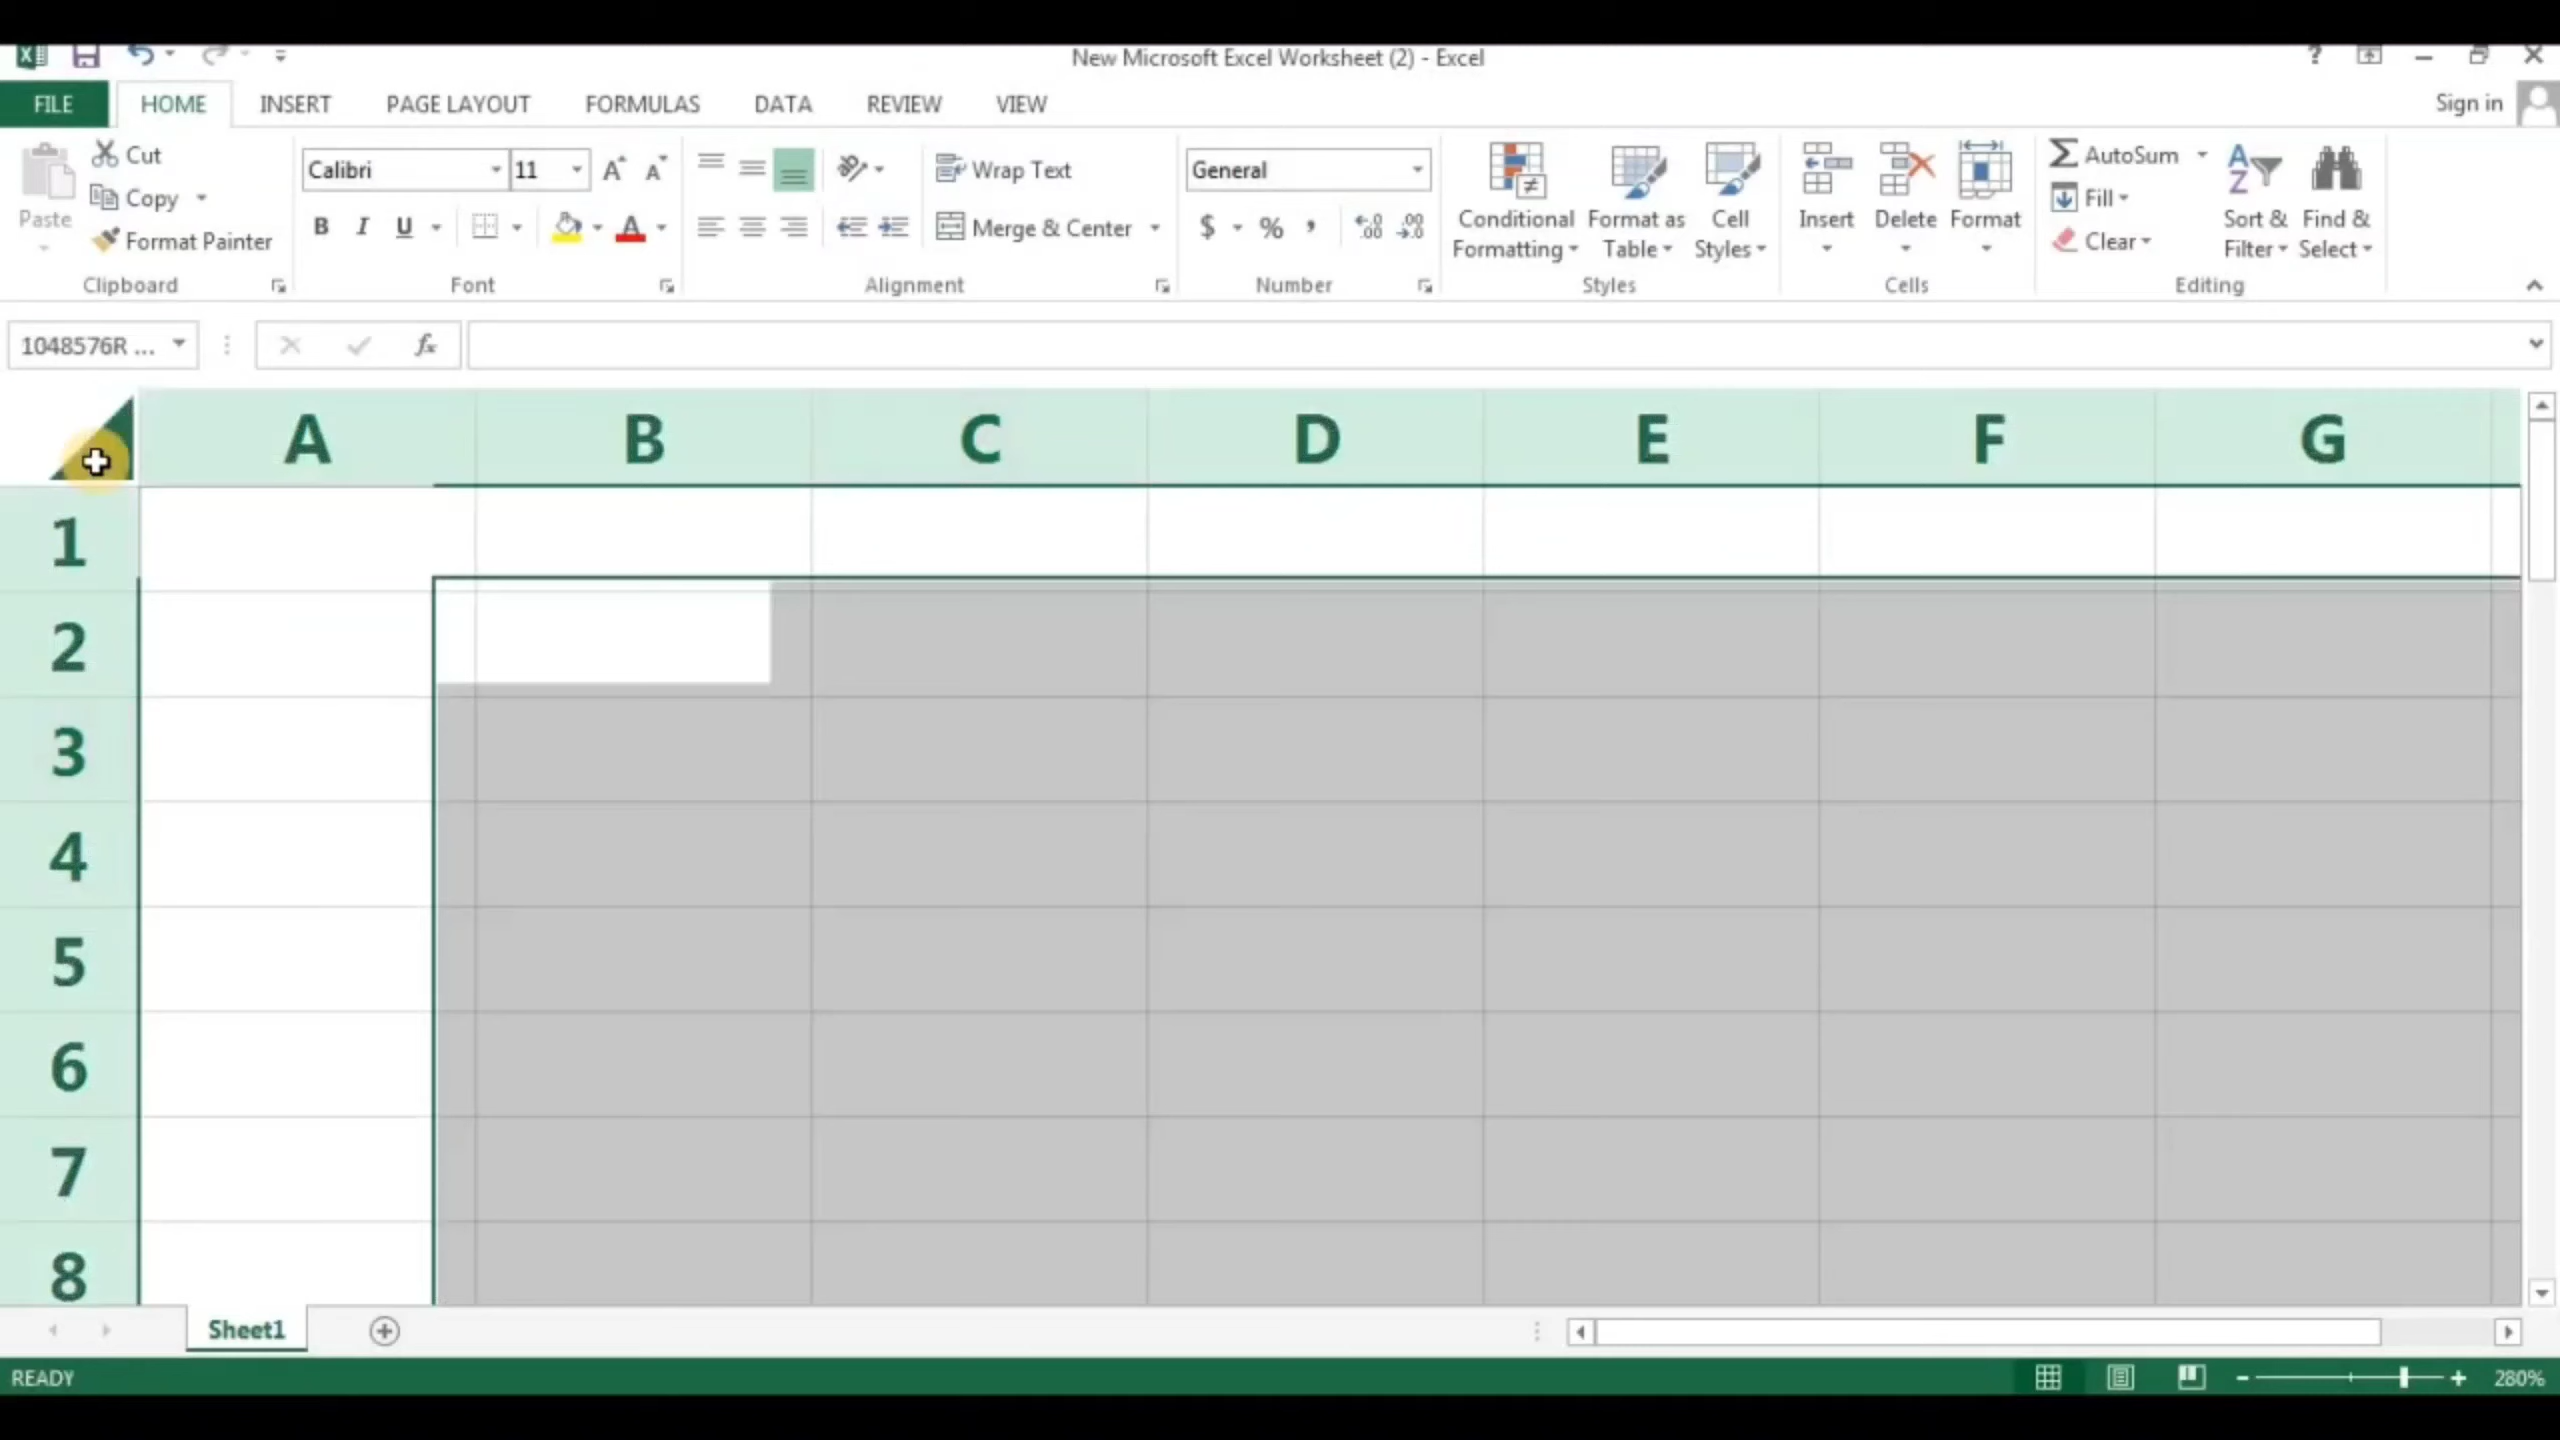 New Microsoft Excel Worksheet (2) - Excel
FILE HOME INSERT PAGE LAYOUT FORMULAS DATA REVIEW VIEW Sign in
Paste
Cut
Copy
Format Painter
Clipboard
Calibri 11
B I U
Font
Wrap Text
Merge & Center
Alignment
General
$ % ,
Number
Conditional Formatting
Format as Table
Cell Styles
Styles
Insert Delete Format
Cells
AutoSum
Fill
Clear
Sort & Filter
Find & Select
Editing
1048576R ... fx
A B C D E F G
1
2
3
4
5
6
7
8
Sheet1
READY 280%